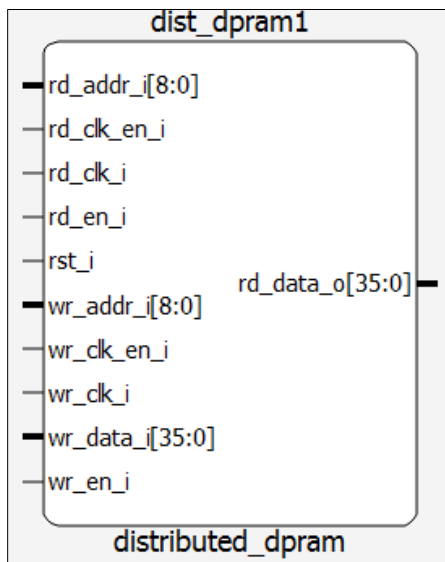 dist_dpram1
rd_addr_i[8:0]
rd_clk_en_i
rd_clk_i
rd_en_i
rst_i
rd_data_o[35:0]
wr_addr_i[8:0]
wr_clk_en_i
wr_clk_i
wr_data_i[35:0]
wr_en_i
distributed_dpram